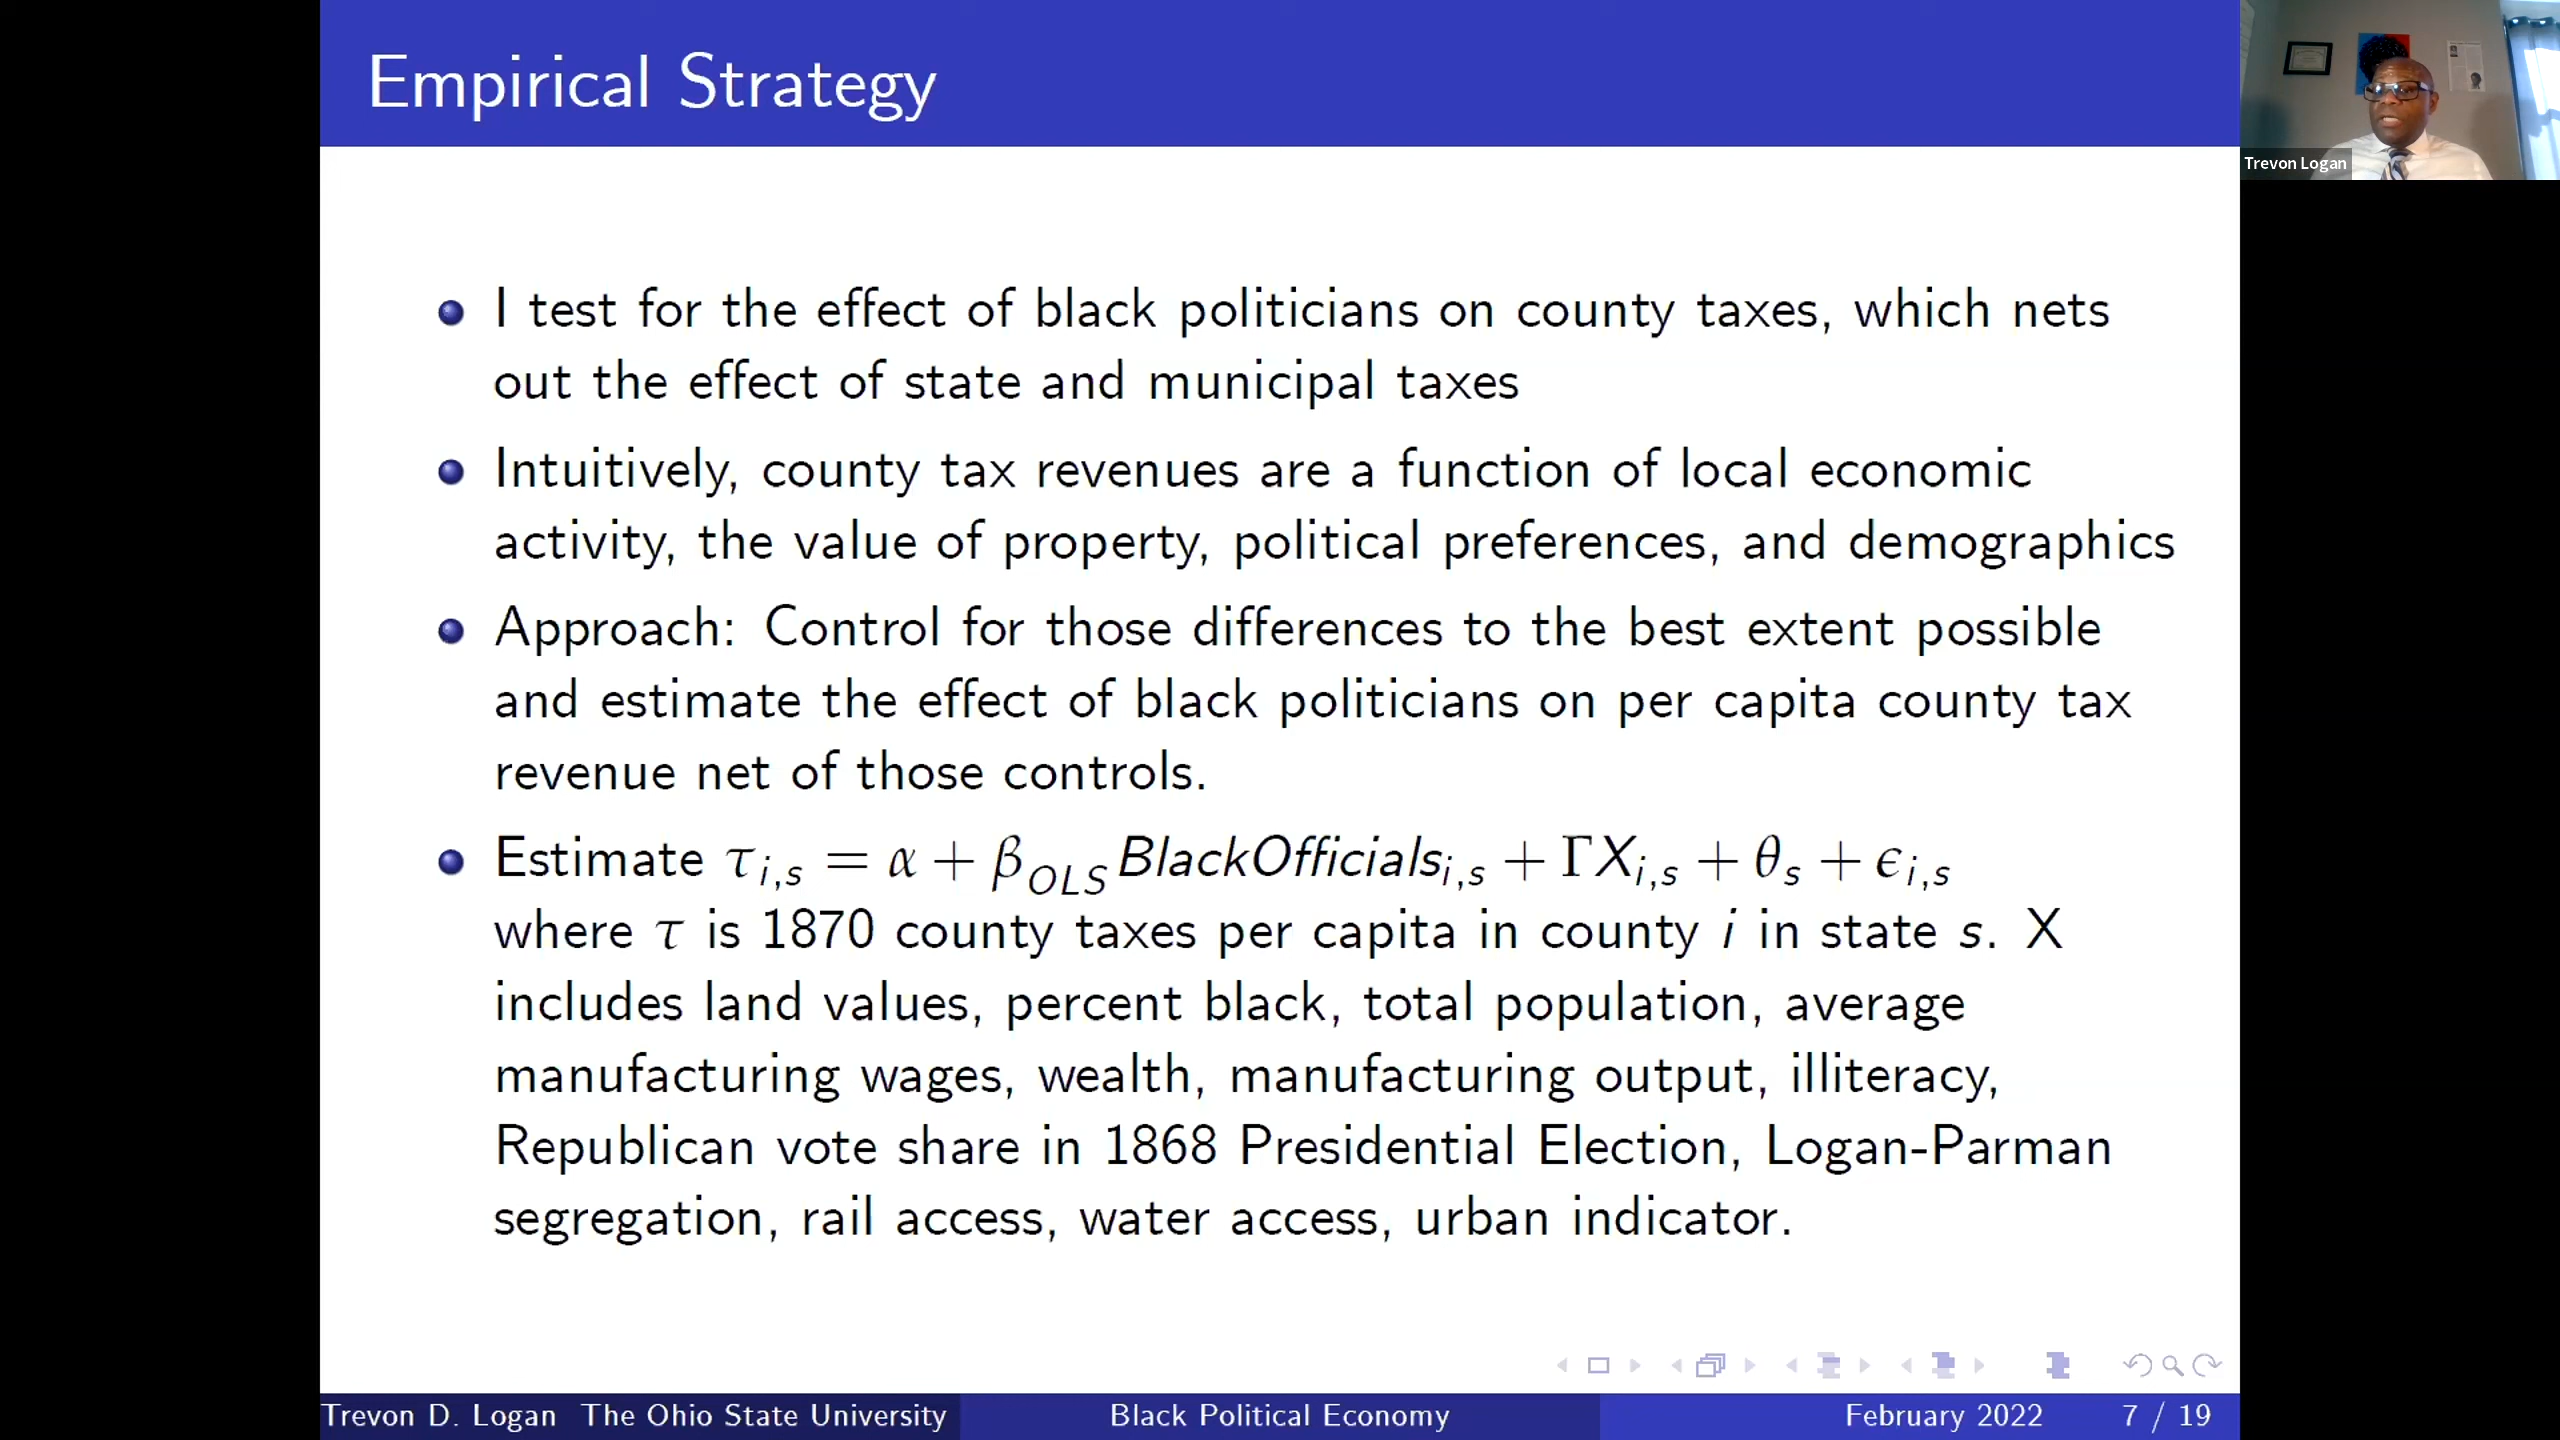 Empirical Strategy
Trevon Logan
I test for the effect of black politicians on county taxes, which nets
out the effect of state and municipal taxes
Intuitively, county tax revenues are a function of local economic
activity, the value of property, political preferences, and demographics
Approach: Control for those differences to the best extent possible
and estimate the effect of black politicians on per capita county tax
revenue net of those controls.
Estimate τ_{i,s} = α + β_{OLS} BlackOfficials_{i,s} + ΓX_{i,s} + θ_s + ϵ_{i,s}
where τ is 1870 county taxes per capita in county i in state s. X
includes land values, percent black, total population, average
manufacturing wages, wealth, manufacturing output, illiteracy,
Republican vote share in 1868 Presidential Election, Logan-Parman
segregation, rail access, water access, urban indicator.
Trevon D. Logan The Ohio State University Black Political Economy February 2022 7 / 19